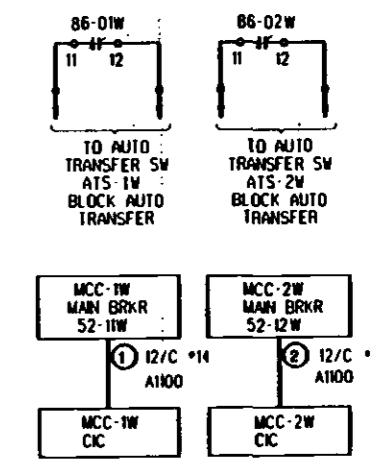 86-01W
86-02W
11 12
11 12
TO AUTO
TRANSFER SW
ATS-1W
BLOCK AUTO
TRANSFER
TO AUTO
TRANSFER SW
ATS-2W
BLOCK AUTO
TRANSFER
MCC-1W
MAIN BRKR
52-11W
MCC-2W
MAIN BRKR
52-12W
1 12/C #14
A1100
2 12/C
A1100
MCC-1W
CIC
MCC-2W
CIC